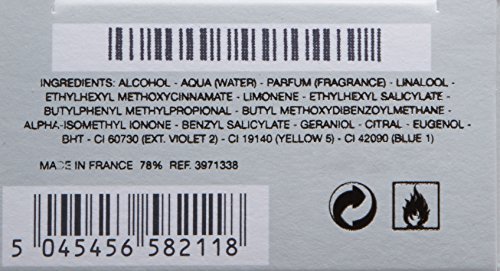 INGREDIENTS: ALCOHOL - AQUA (WATER) - PARFUM (FRAGRANCE) - LINALOOL -
ETHYLHEXYL METHOXYCINNAMATE - LIMONENE - ETHYLHEXYL SALICYLATE -
BUTYLPHENYL METHYLPROPIONAL - BUTYL METHOXYDIBENZOYLMETHANE -
ALPHA-ISOMETHYL IONONE - BENZYL SALICYLATE - GERANIOL - CITRAL - EUGENOL -
BHT - CI 60730 (EXT. VIOLET 2) - CI 19140 (YELLOW 5) - CI 42090 (BLUE 1)
MADE IN FRANCE 78% REF. 3971338
5 045456 582118